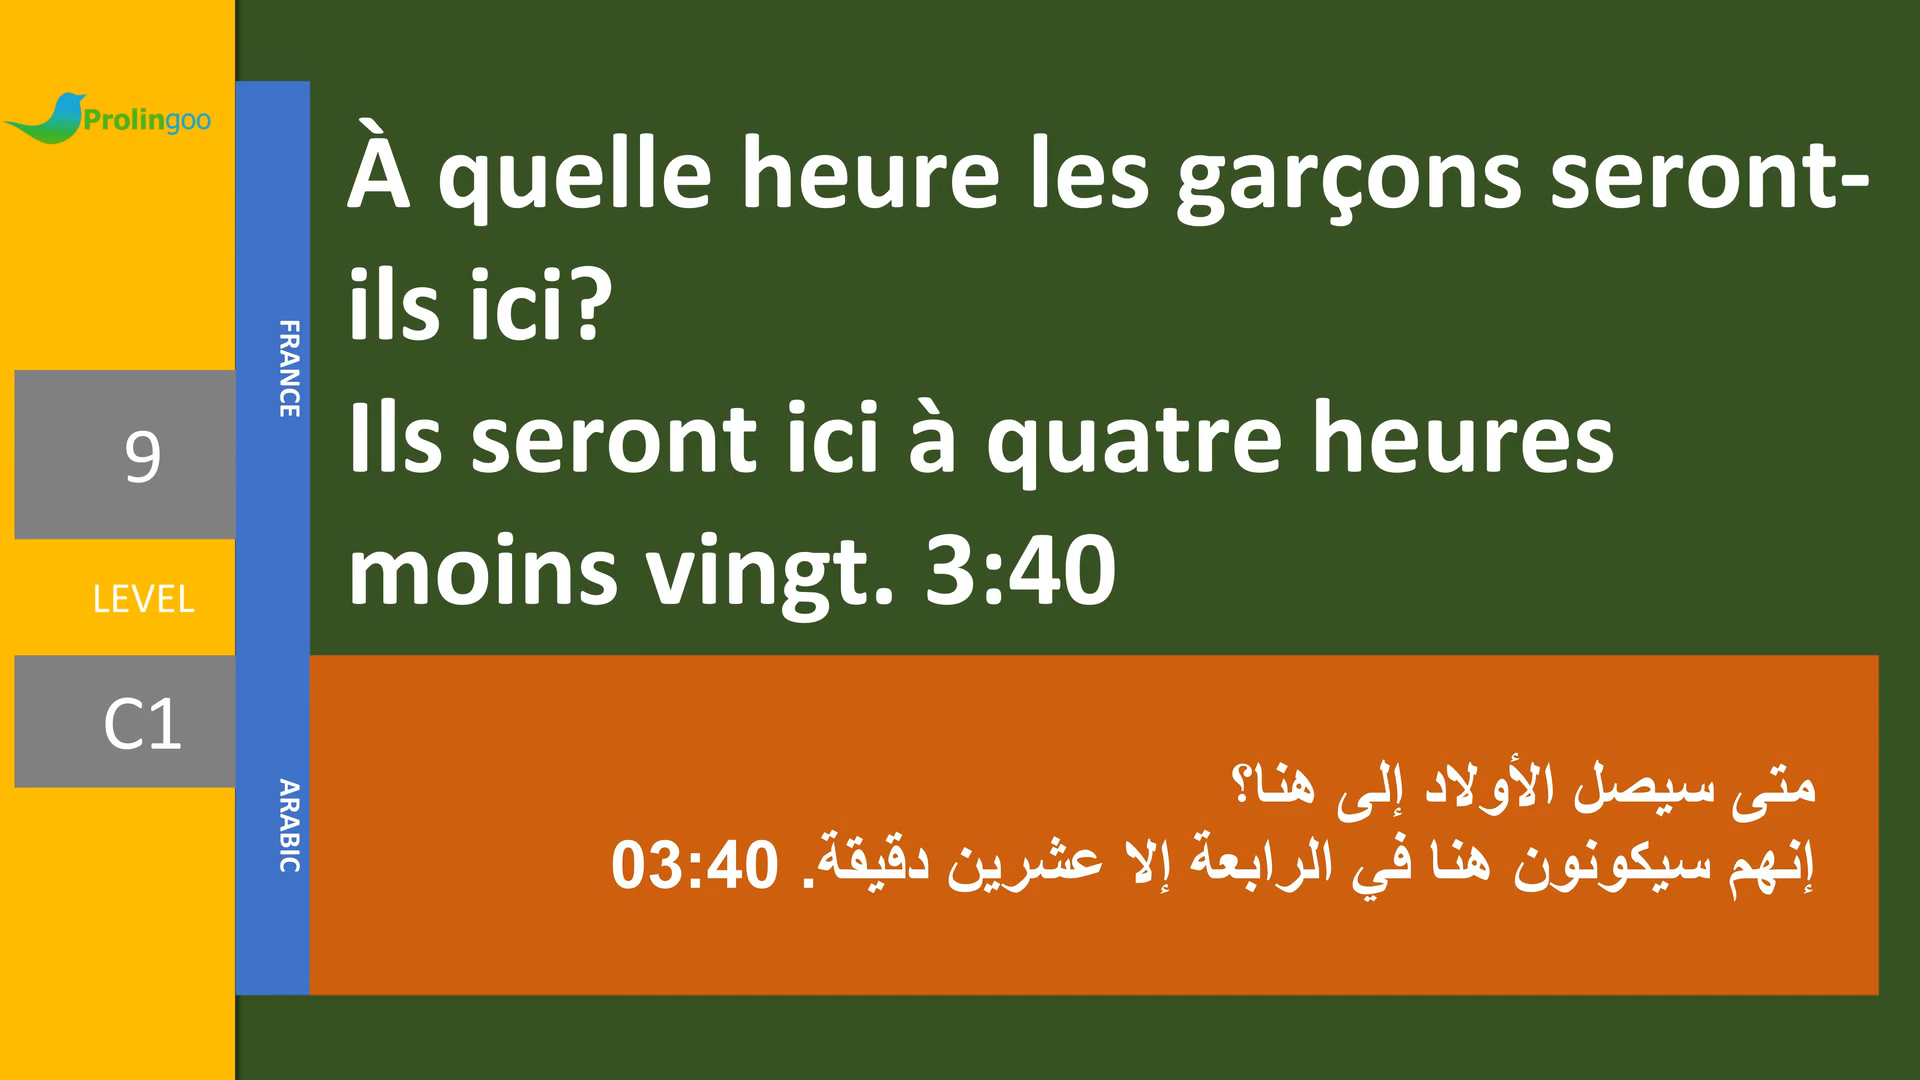 Prolingoo
FRANCE
À quelle heure les garçons seront-
ils ici?
Ils seront ici à quatre heures
moins vingt. 3:40
9
LEVEL
C1
ARABIC
متى سيصل الأولاد إلى هنا؟
إنهم سيكونون هنا في الرابعة إلا عشرين دقيقة. 03:40